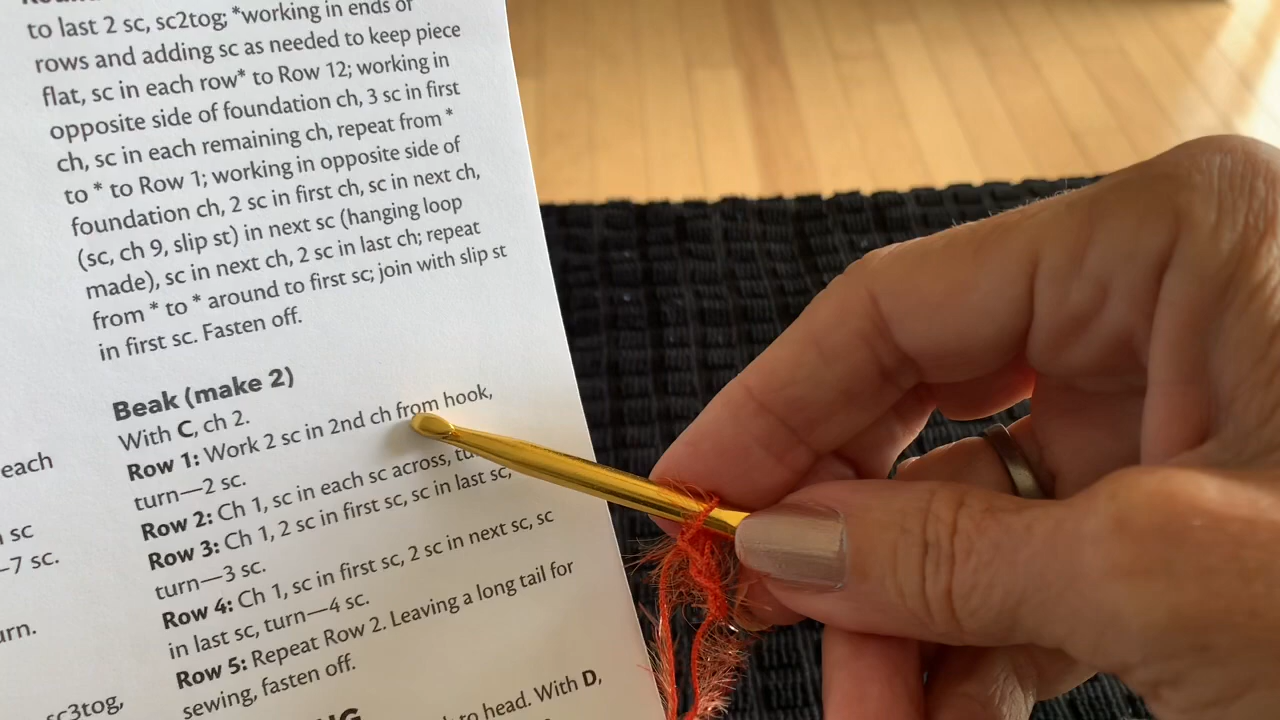 to last 2 sc, sc2tog; *working in ends of
rows and adding sc as needed to keep piece
flat, sc in each row* to Row 12; working in
opposite side of foundation ch, 3 sc in first
ch, sc in each remaining ch, repeat from *
to * to Row 1; working in opposite side of
foundation ch, 2 sc in first ch, sc in next ch,
(sc, ch 9, slip st) in next sc (hanging loop
made), sc in next ch, 2 sc in last ch; repeat
from * to * around to first sc; join with slip st
in first sc. Fasten off.
Beak (make 2)
With C, ch 2.
Row 1: Work 2 sc in 2nd ch from hook,
turn—2 sc.
Row 2: Ch 1, sc in each sc across,
Row 3: Ch 1, 2 sc in first sc, sc in last sc,
turn—3 sc.
Row 4: Ch 1, sc in first sc, 2 sc in next sc, sc
in last sc, turn—4 sc.
Row 5: Repeat Row 2. Leaving a long tail for
sewing, fasten off.
to head. With D,
each
sc
—7 sc.
sc3tog,